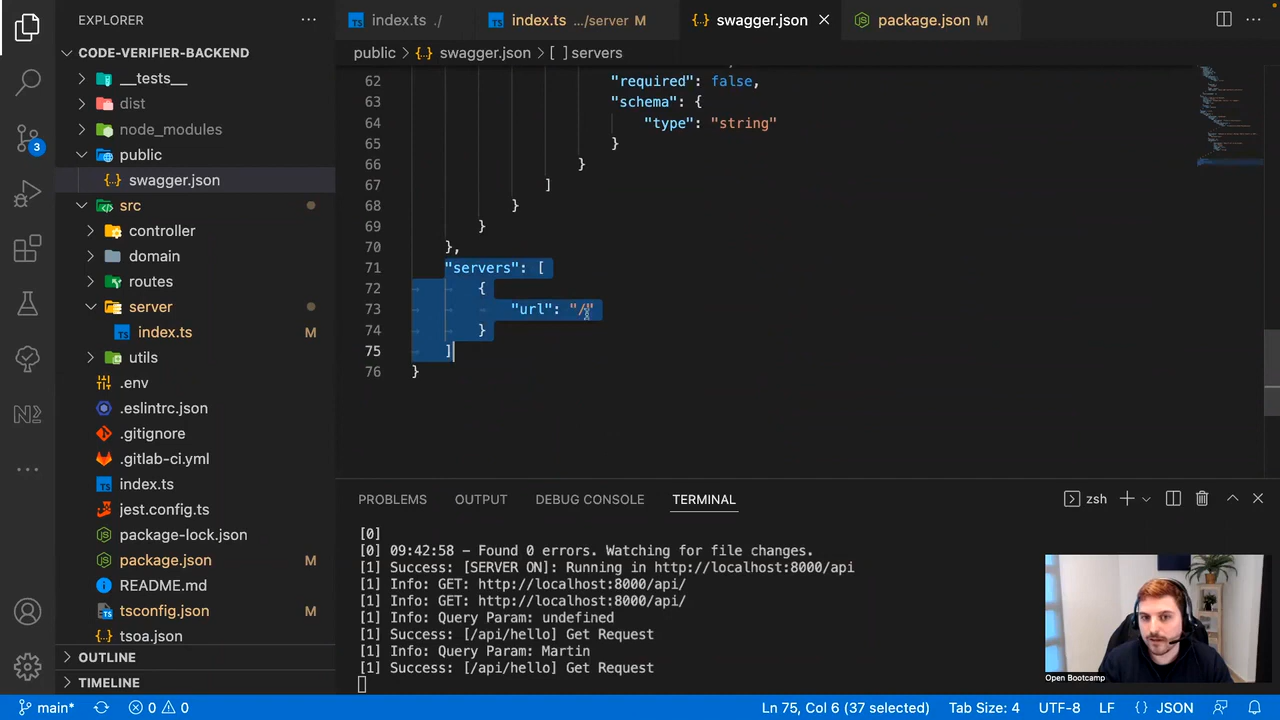 EXPLORER
index.ts ./
index.ts .../server M
swagger.json
package.json M
CODE-VERIFIER-BACKEND
public > swagger.json > [ ] servers
__tests__
dist
node_modules
public
swagger.json
src
controller
domain
routes
server
index.ts M
utils
.env
.eslintrc.json
.gitignore
.gitlab-ci.yml
index.ts
jest.config.ts
package-lock.json
package.json M
README.md
tsconfig.json M
tsoa.json
OUTLINE
TIMELINE
62 "required": false,
63 "schema": {
64 "type": "string"
65 }
66 }
67 ]
68 }
69 }
70 },
71 "servers": [
72 {
73 "url": "/"
74 }
75 ]
76 }
PROBLEMS OUTPUT DEBUG CONSOLE TERMINAL
zsh
[0]
[0] 09:42:58 – Found 0 errors. Watching for file changes.
[1] Success: [SERVER ON]: Running in http://localhost:8000/api
[1] Info: GET: http://localhost:8000/api/
[1] Info: GET: http://localhost:8000/api/
[1] Info: Query Param: undefined
[1] Success: [/api/hello] Get Request
[1] Info: Query Param: Martin
[1] Success: [/api/hello] Get Request
Open Bootcamp
3
main* 0 0
Ln 75, Col 6 (37 selected) Tab Size: 4 UTF-8 LF {} JSON